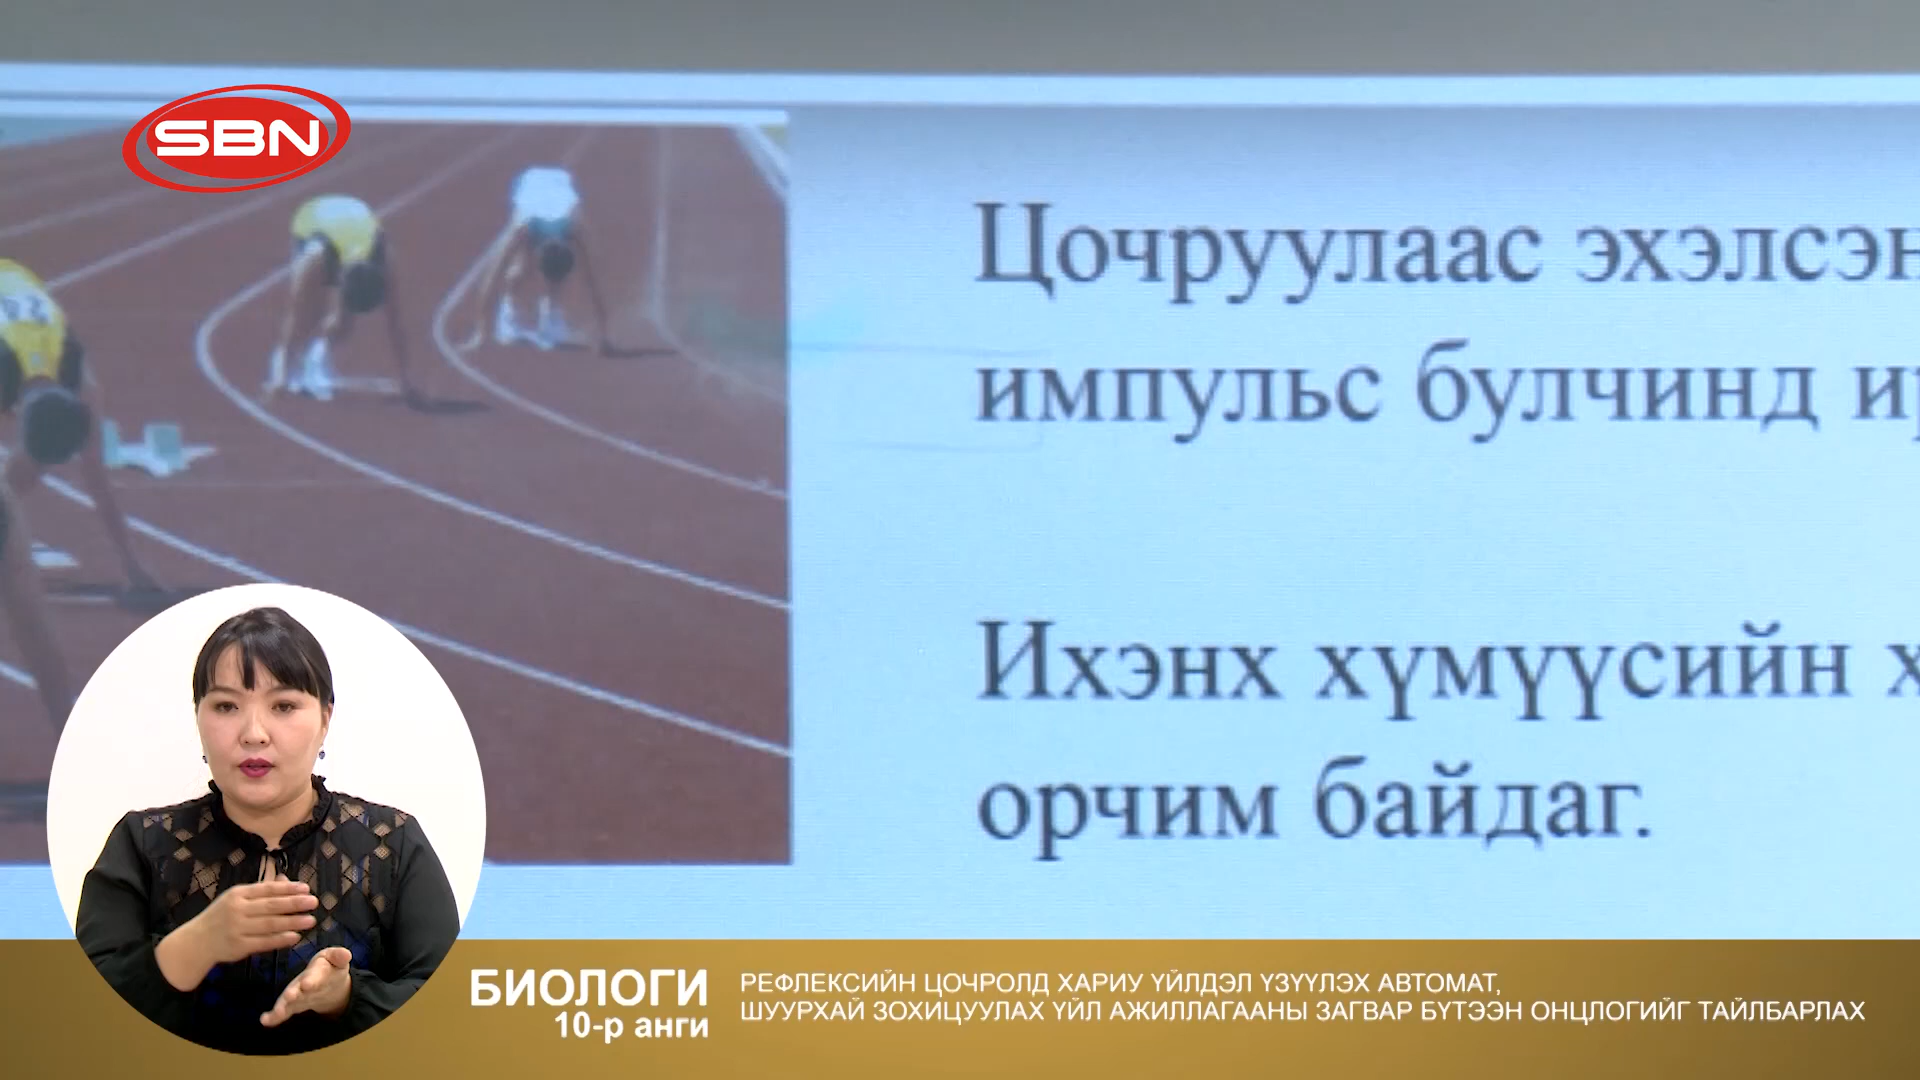 SBN
Цочруулаас эхэлсэн
импульс булчинд
Ихэнх хүмүүсийн
орчим байдаг.
БИОЛОГИ
10-р анги
РЕФЛЕКСИЙН ЦОЧРОЛД ХАРИУ ҮЙЛДЭЛ ҮЗҮҮЛЭХ АВТОМАТ,
ШУУРХАЙ ЗОХИЦУУЛАХ ҮЙЛ АЖИЛЛАГААНЫ ЗАГВАР БҮТЭЭН ОНЦЛОГИЙГ ТАЙЛБАРЛАХ